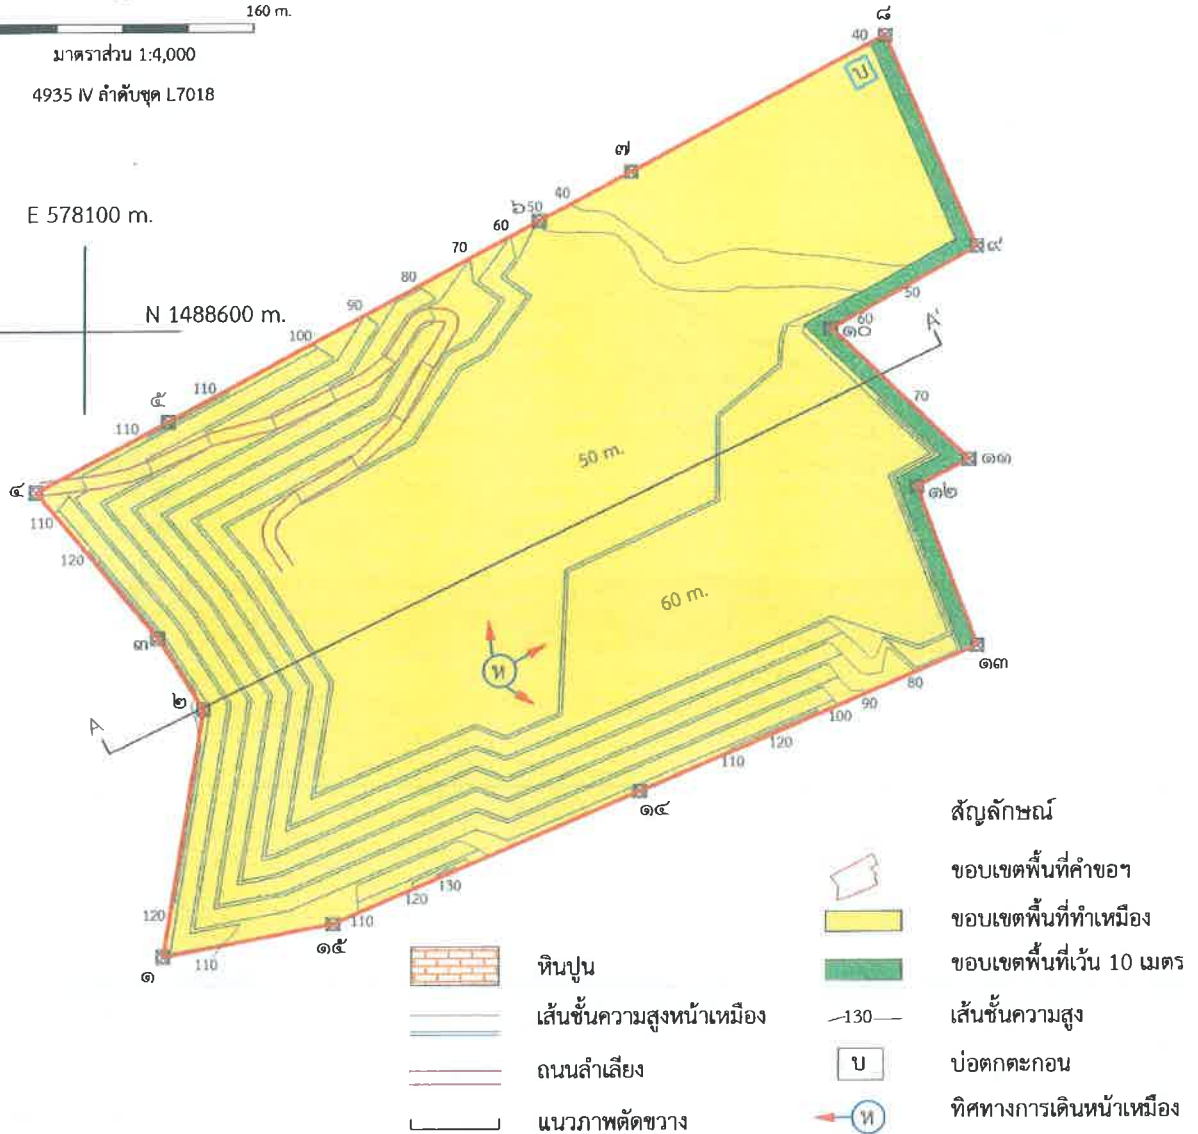 160 m.
มาตราส่วน 1:4,000
4935 IV ลำดับชุด L7018
E 578100 m.
N 1488600 m.
๘
40
บ
๗
40
๖
50
60
70
80
90
100
110
๕
110
๔
110
120
๓
๒
A
120
๑
110
๑๕
110
120
130
๑๔
110
120
100
90
80
๑๓
๑๒
๑๑
70
60
๑๐
50
๙
A'
50 m.
60 m.
ห
สัญลักษณ์
ขอบเขตพื้นที่คำขอฯ
ขอบเขตพื้นที่ทำเหมือง
ขอบเขตพื้นที่เว้น 10 เมตร
130
เส้นชั้นความสูง
บ
บ่อตกตะกอน
ห
ทิศทางการเดินหน้าเหมือง
หินปูน
เส้นชั้นความสูงหน้าเหมือง
ถนนลำเลียง
แนวภาพตัดขวาง